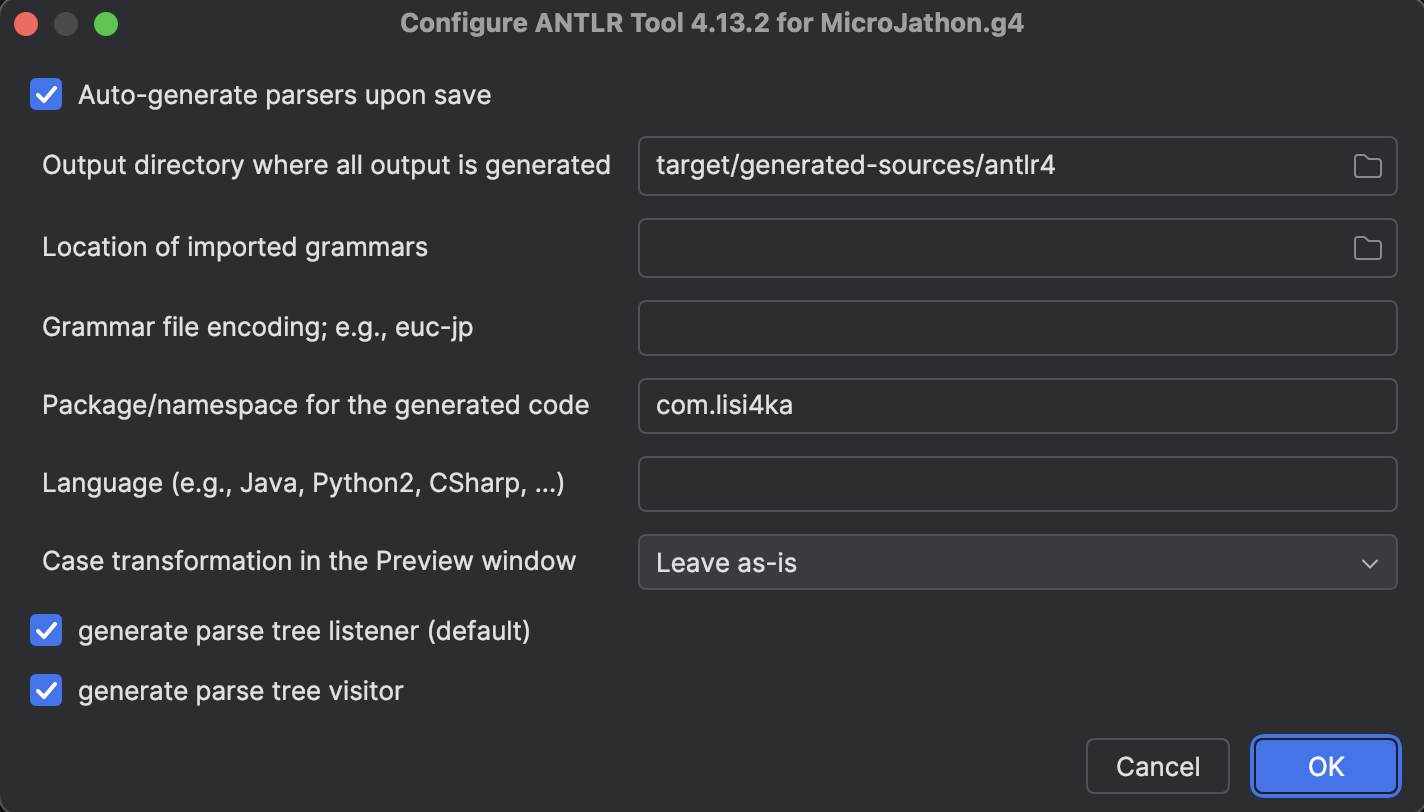 Configure ANTLR Tool 4.13.2 for MicroJathon.g4
Auto-generate parsers upon save
Output directory where all output is generated target/generated-sources/antlr4
Location of imported grammars
Grammar file encoding; e.g., euc-jp
Package/namespace for the generated code com.lisi4ka
Language (e.g., Java, Python2, CSharp, ...)
Case transformation in the Preview window Leave as-is
generate parse tree listener (default)
generate parse tree visitor
Cancel OK